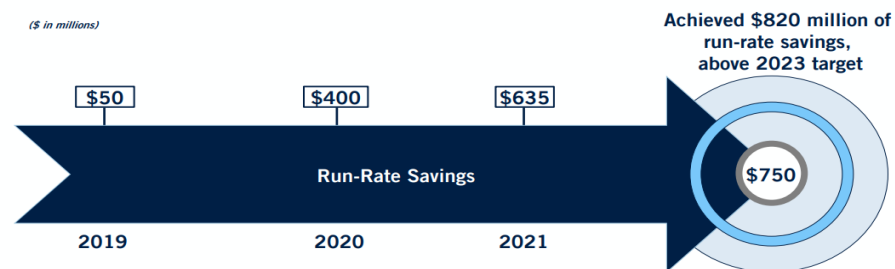 ($ in millions)
Achieved $820 million of
run-rate savings,
above 2023 target
$50
$400
$635
Run-Rate Savings
$750
2019
2020
2021